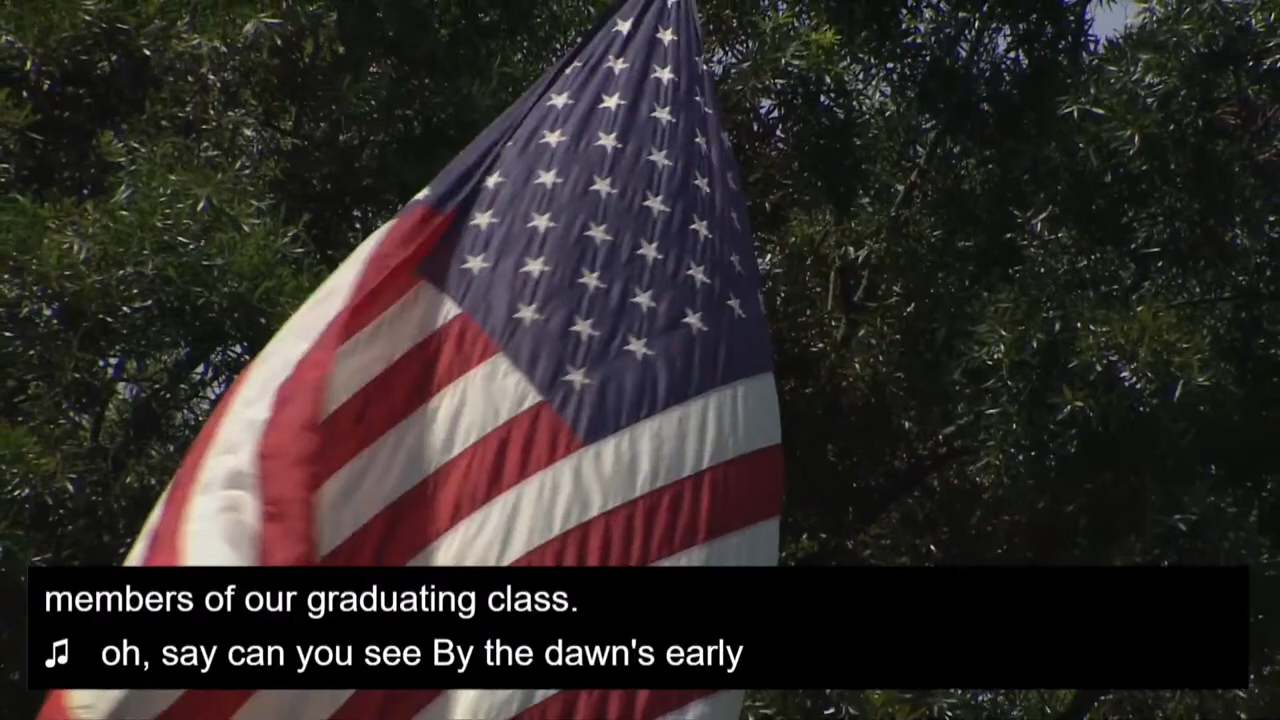 members of our graduating class.
♫ oh, say can you see By the dawn's early